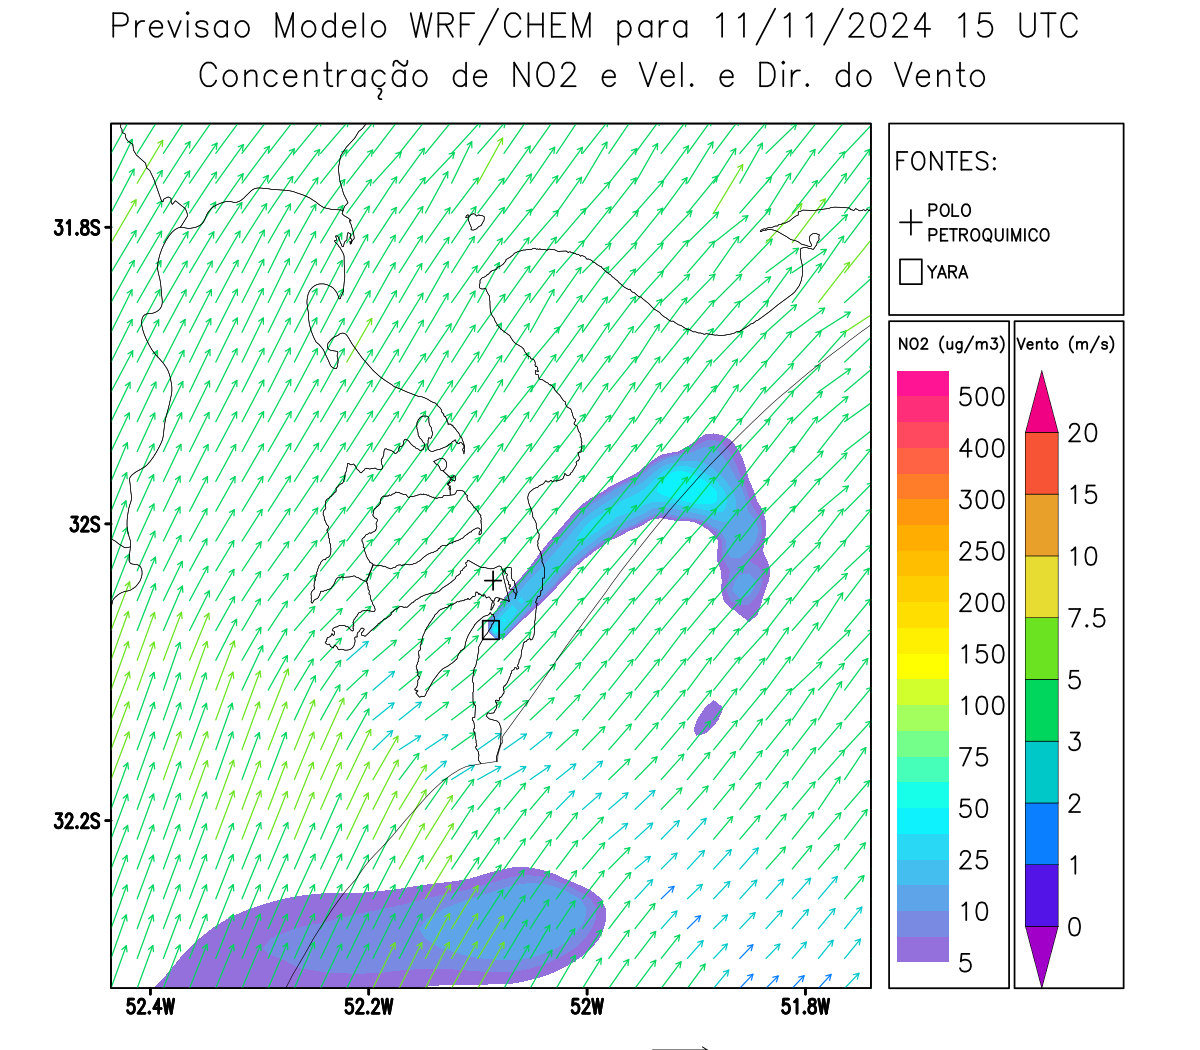 Previsao Modelo WRF/CHEM para 11/11/2024 15 UTC
Concentração de NO2 e Vel. e Dir. do Vento
FONTES:
POLO
PETROQUIMICO
YARA
NO2 (ug/m3)
500
400
300
250
200
150
100
75
50
25
10
5
Vento (m/s)
20
15
10
7.5
5
3
2
1
0
31.8S
32S
32.2S
52.4W 52.2W 52W 51.8W